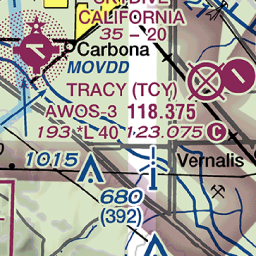 SKYDIVE
CALIFORNIA
35 - 20
Carbona
MOVDD
TRACY (TCY)
AWOS-3 118.375
193 *L 40 123.075 C
1015
Vernalis
680
(392)